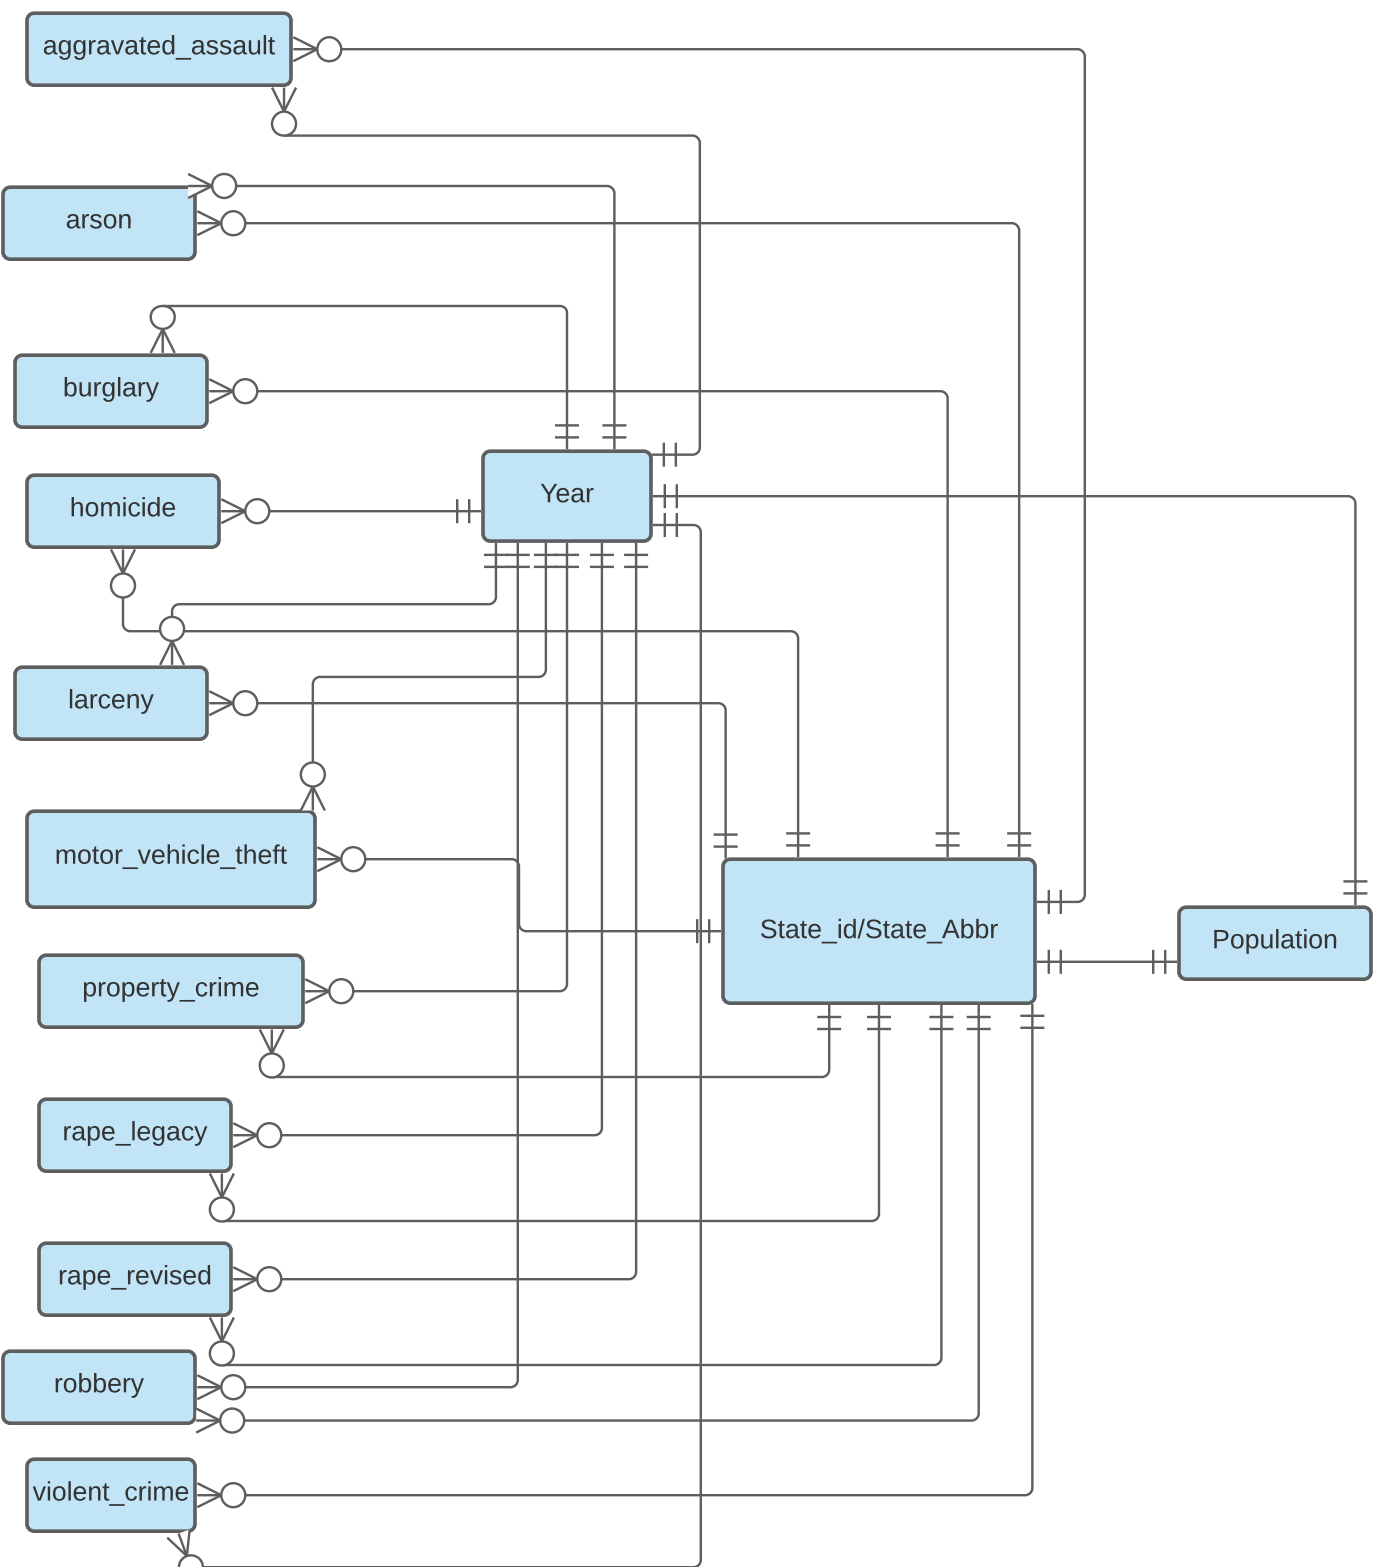 aggravated_assault
arson
burglary
Year
homicide
larceny
motor_vehicle_theft
State_id/State_Abbr
Population
property_crime
rape_legacy
rape_revised
robbery
violent_crime